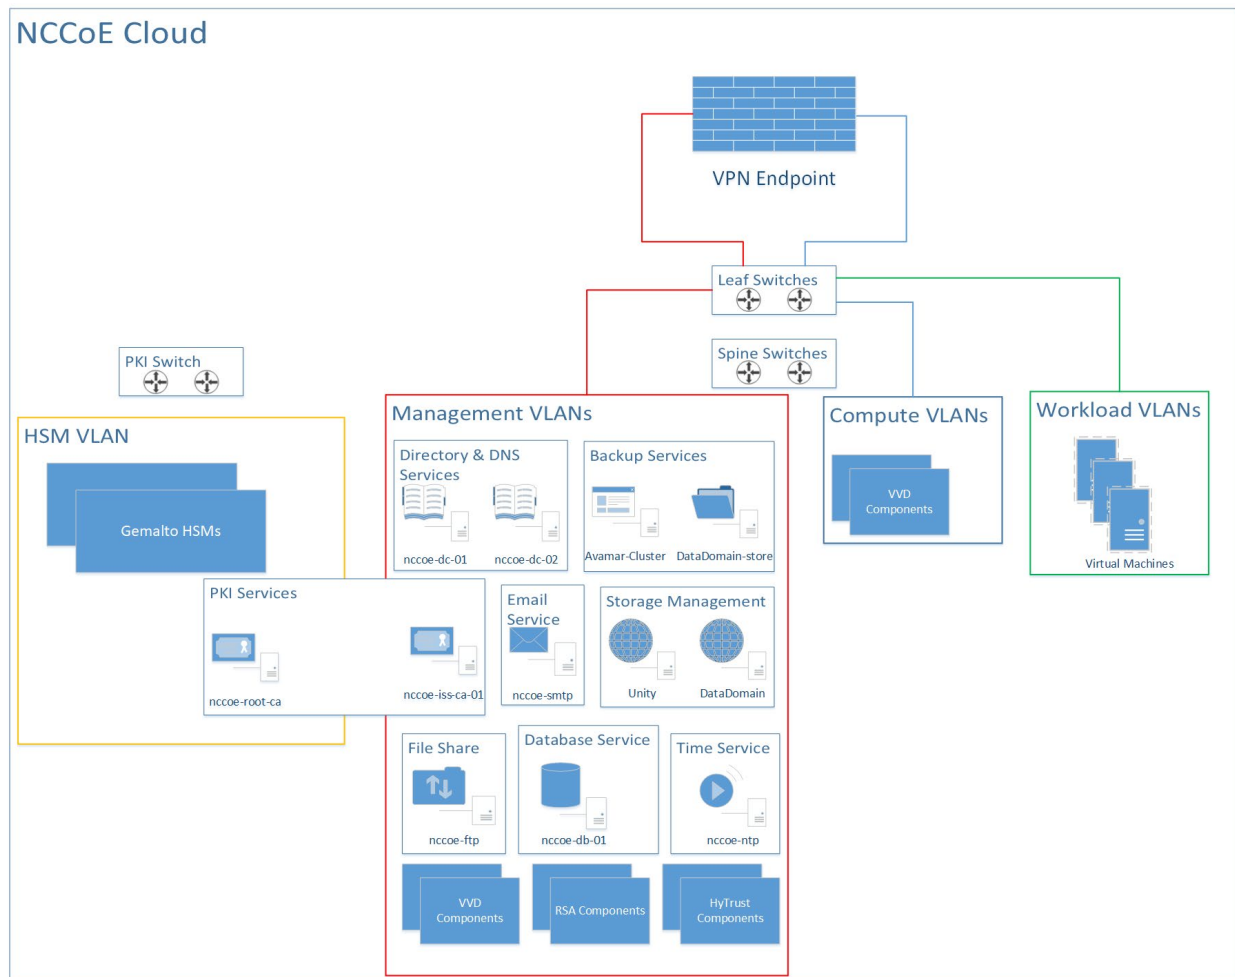 NCCoE Cloud
VPN Endpoint
Leaf Switches
Spine Switches
PKI Switch
HSM VLAN
Gemalto HSMs
Management VLANs
Directory & DNS
Services
nccoe-dc-01
nccoe-dc-02
Backup Services
Avamar-Cluster
DataDomain-store
PKI Services
nccoe-root-ca
nccoe-iss-ca-01
Email
Service
nccoe-smtp
Storage Management
Unity
DataDomain
File Share
nccoe-ftp
Database Service
nccoe-db-01
Time Service
nccoe-ntp
VVD
Components
RSA Components
HyTrust
Components
Compute VLANs
VVD
Components
Workload VLANs
Virtual Machines